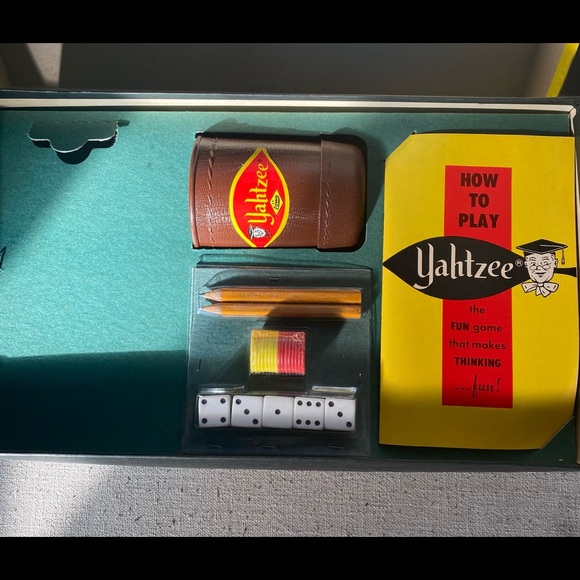 Yahtzee®
HOW
TO
PLAY
Yahtzee®
the
FUN game
that makes
THINKING
...fun!